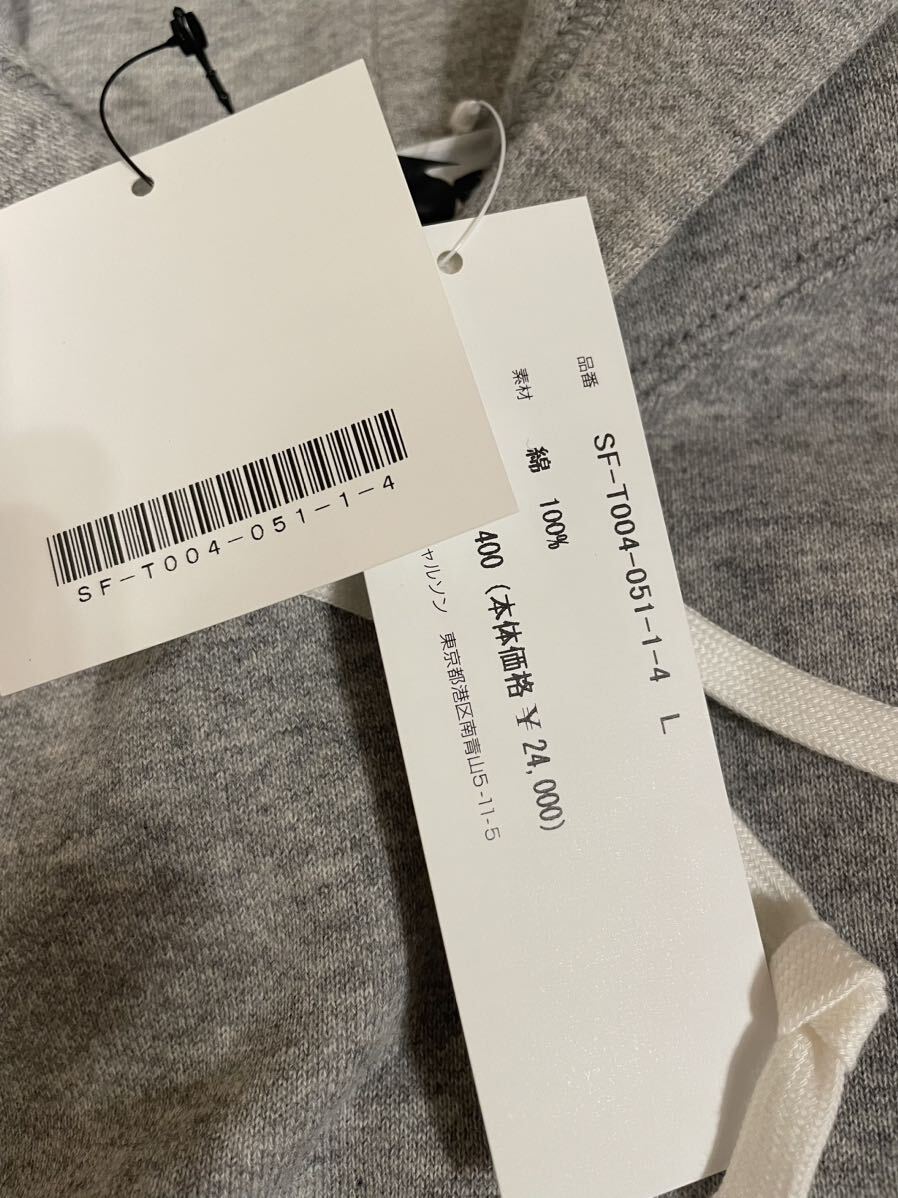 SF-T004-051-1-4
品番 SF-T004-051-1-4 L
素材 綿 100%
400 (本体価格 ¥ 24,000)
ャルソン 東京都港区南青山5-11-5